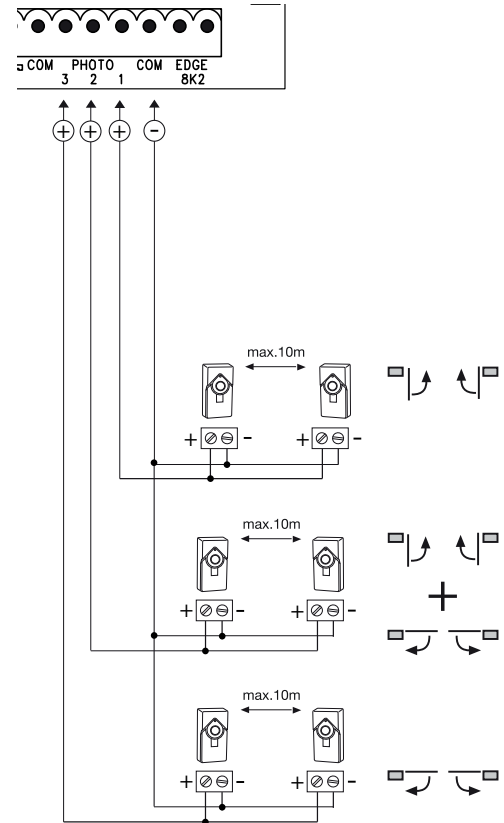 COM PHOTO COM EDGE
3 2 1 8K2
+ + + -
max.10m
+ - + -
max.10m
+ - + -
+
max.10m
+ - + -